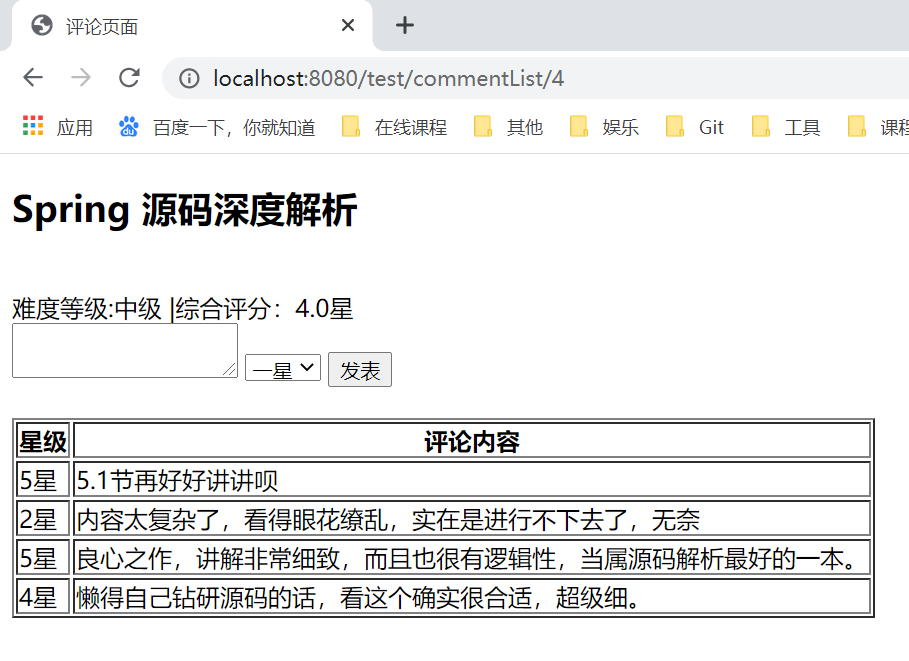 评论页面
localhost:8080/test/commentList/4
应用 百度一下，你就知道 在线课程 其他 娱乐 Git 工具 课程
Spring 源码深度解析
难度等级:中级 |综合评分：4.0星
一星 发表
星级 评论内容
5星 5.1节再好好讲讲呗
2星 内容太复杂了，看得眼花缭乱，实在是进行不下去了，无奈
5星 良心之作，讲解非常细致，而且也很有逻辑性，当属源码解析最好的一本。
4星 懒得自己钻研源码的话，看这个确实很合适，超级细。